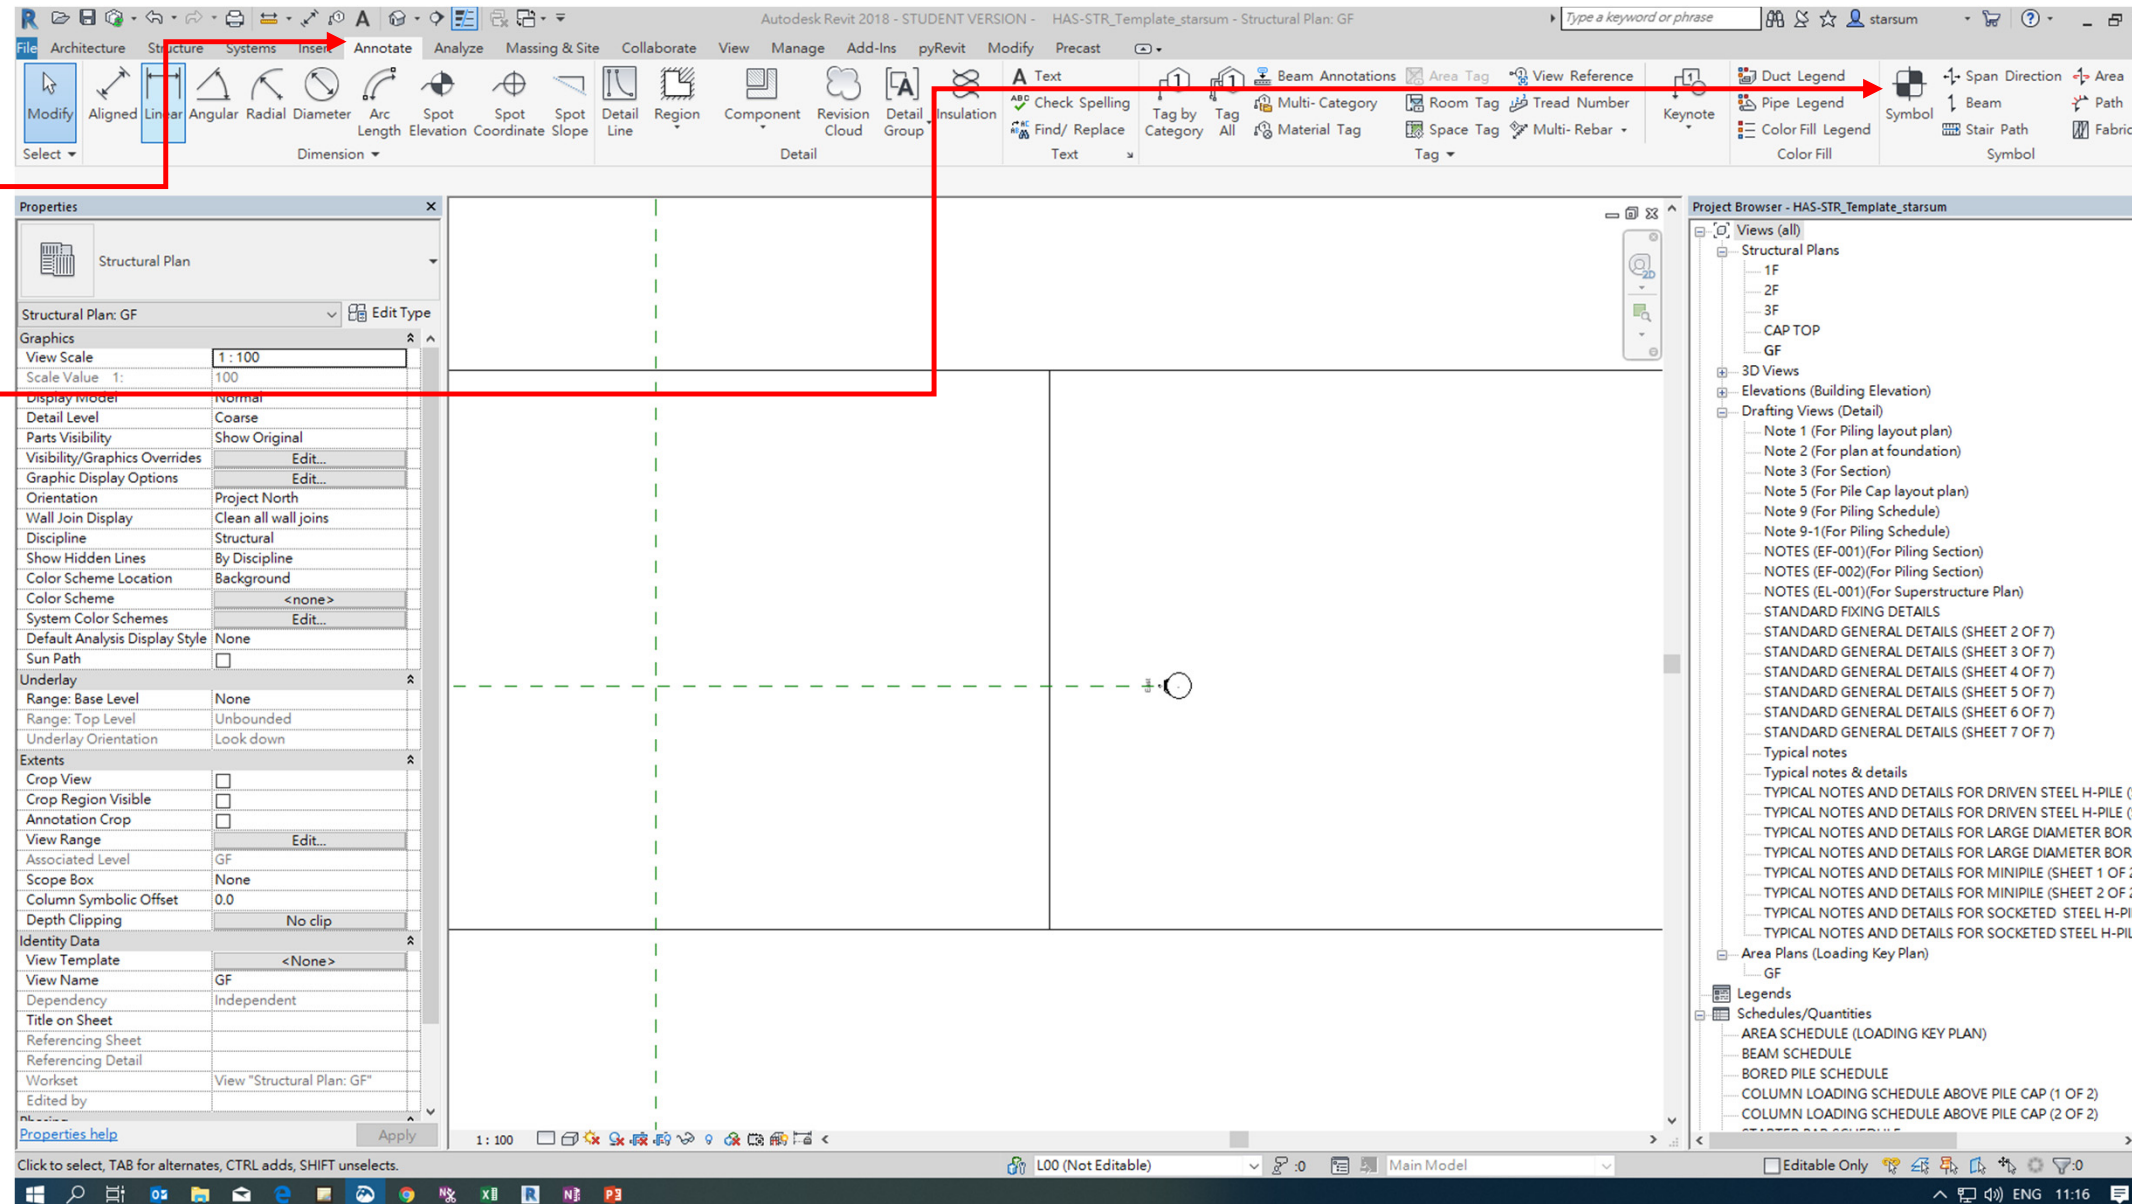 Autodesk Revit 2018 - STUDENT VERSION - HAS-STR_Template_starsum - Structural Plan: GF
Type a keyword or phrase
starsum
File Architecture Structure Systems Insert Annotate Analyze Massing & Site Collaborate View Manage Add-Ins pyRevit Modify Precast
Modify
Aligned
Linear
Angular
Radial
Diameter
Arc Length
Spot Elevation
Spot Coordinate
Spot Slope
Detail Line
Region
Component
Revision Cloud
Detail Group
Insulation
A Text
ABC Check Spelling
Find/ Replace
Tag by Category
Tag All
Beam Annotations
Multi- Category
Material Tag
Area Tag
Room Tag
Space Tag
View Reference
Tread Number
Multi- Rebar
Keynote
Duct Legend
Pipe Legend
Color Fill Legend
Symbol
Span Direction
Beam
Stair Path
Area
Path
Fabric
Select
Dimension
Detail
Text
Tag
Color Fill
Symbol
Properties
Structural Plan
Structural Plan: GF
Edit Type
Graphics
View Scale 1 : 100
Scale Value 1: 100
Display Model Normal
Detail Level Coarse
Parts Visibility Show Original
Visibility/Graphics Overrides Edit...
Graphic Display Options Edit...
Orientation Project North
Wall Join Display Clean all wall joins
Discipline Structural
Show Hidden Lines By Discipline
Color Scheme Location Background
Color Scheme <none>
System Color Schemes Edit...
Default Analysis Display Style None
Sun Path
Underlay
Range: Base Level None
Range: Top Level Unbounded
Underlay Orientation Look down
Extents
Crop View
Crop Region Visible
Annotation Crop
View Range Edit...
Associated Level GF
Scope Box None
Column Symbolic Offset 0.0
Depth Clipping No clip
Identity Data
View Template <None>
View Name GF
Dependency Independent
Title on Sheet
Referencing Sheet
Referencing Detail
Workset View "Structural Plan: GF"
Edited by
Phasing
Properties help
Apply
2D
1 : 100
Project Browser - HAS-STR_Template_starsum
Views (all)
Structural Plans
1F
2F
3F
CAP TOP
GF
3D Views
Elevations (Building Elevation)
Drafting Views (Detail)
Note 1 (For Piling layout plan)
Note 2 (For plan at foundation)
Note 3 (For Section)
Note 5 (For Pile Cap layout plan)
Note 9 (For Piling Schedule)
Note 9-1(For Piling Schedule)
NOTES (EF-001)(For Piling Section)
NOTES (EF-002)(For Piling Section)
NOTES (EL-001)(For Superstructure Plan)
STANDARD FIXING DETAILS
STANDARD GENERAL DETAILS (SHEET 2 OF 7)
STANDARD GENERAL DETAILS (SHEET 3 OF 7)
STANDARD GENERAL DETAILS (SHEET 4 OF 7)
STANDARD GENERAL DETAILS (SHEET 5 OF 7)
STANDARD GENERAL DETAILS (SHEET 6 OF 7)
STANDARD GENERAL DETAILS (SHEET 7 OF 7)
Typical notes
Typical notes & details
TYPICAL NOTES AND DETAILS FOR DRIVEN STEEL H-PILE (
TYPICAL NOTES AND DETAILS FOR DRIVEN STEEL H-PILE (
TYPICAL NOTES AND DETAILS FOR LARGE DIAMETER BOR
TYPICAL NOTES AND DETAILS FOR LARGE DIAMETER BOR
TYPICAL NOTES AND DETAILS FOR MINIPILE (SHEET 1 OF 2
TYPICAL NOTES AND DETAILS FOR MINIPILE (SHEET 2 OF 2
TYPICAL NOTES AND DETAILS FOR SOCKETED STEEL H-PI
TYPICAL NOTES AND DETAILS FOR SOCKETED STEEL H-PIL
Area Plans (Loading Key Plan)
GF
Legends
Schedules/Quantities
AREA SCHEDULE (LOADING KEY PLAN)
BEAM SCHEDULE
BORED PILE SCHEDULE
COLUMN LOADING SCHEDULE ABOVE PILE CAP (1 OF 2)
COLUMN LOADING SCHEDULE ABOVE PILE CAP (2 OF 2)
STARTER BAR SCHEDULE
Click to select, TAB for alternates, CTRL adds, SHIFT unselects.
L00 (Not Editable)
:0
Main Model
Editable Only
:0
ENG 11:16